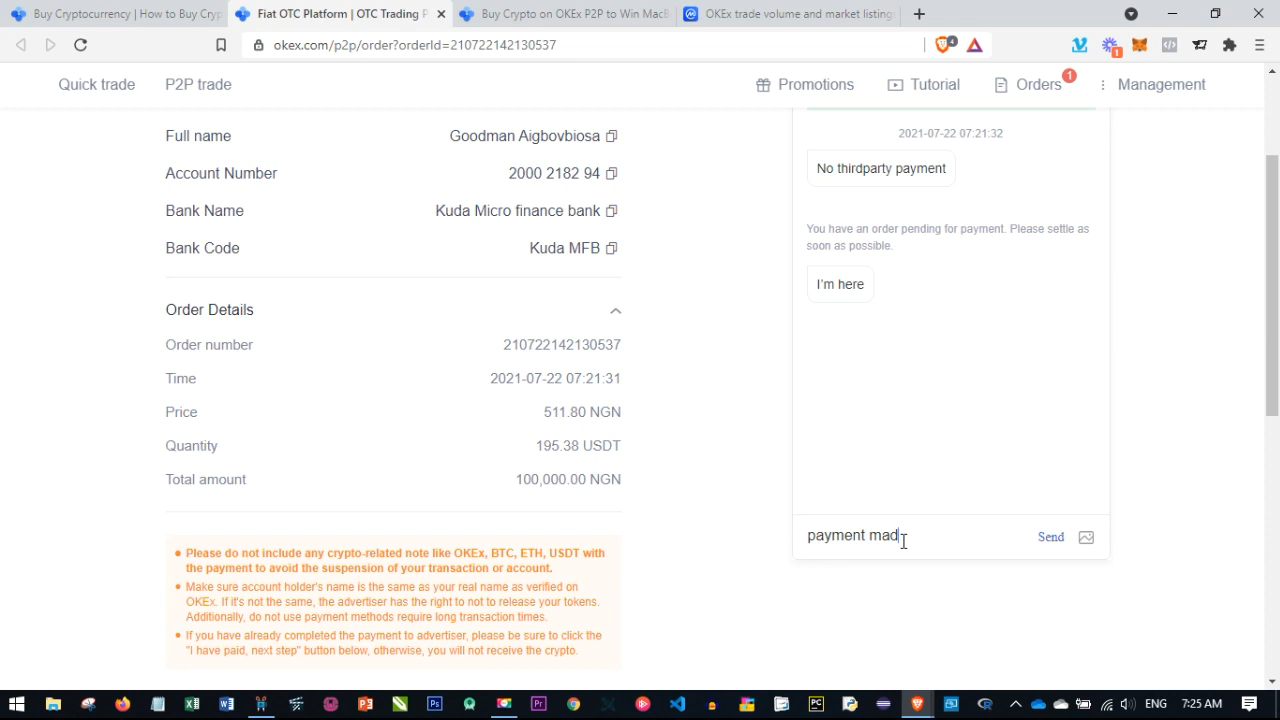 Buy Cryptocurrency | How to Buy Cryp
Fiat OTC Platform | OTC Trading P
Buy Crypto on OKEx P2P to Win MacB
OKEx trade volume and market listing
okex.com/p2p/order?orderId=210722142130537
4
1
Quick trade
P2P trade
Promotions
Tutorial
Orders
1
Management
Full name
Goodman Aigbovbiosa
Account Number
2000 2182 94
Bank Name
Kuda Micro finance bank
Bank Code
Kuda MFB
Order Details
Order number
210722142130537
Time
2021-07-22 07:21:31
Price
511.80 NGN
Quantity
195.38 USDT
Total amount
100,000.00 NGN
• Please do not include any crypto-related note like OKEx, BTC, ETH, USDT with
the payment to avoid the suspension of your transaction or account.
• Make sure account holder's name is the same as your real name as verified on
OKEx. If it's not the same, the advertiser has the right to not to release your tokens.
Additionally, do not use payment methods require long transaction times.
• If you have already completed the payment to advertiser, please be sure to click the
"I have paid, next step" button below, otherwise, you will not receive the crypto.
2021-07-22 07:21:32
No thirdparty payment
You have an order pending for payment. Please settle as
soon as possible.
I'm here
payment mad
Send
ENG
7:25 AM